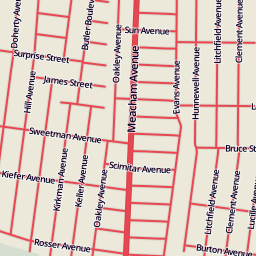 Doherty Avenue
Butler Boulev
Sun Avenue
Litchfield Avenue
Clement Avenue
Surprise Street
Oakley Avenue
Meacham Avenue
Evans Avenue
Hunnewell Avenue
James Street
Hill Avenue
L
Sweetman Avenue
Bruce St
Kiefer Avenue
Kirkman Avenue
Keller Avenue
Scimitar Avenue
Oakley Avenue
Litchfield Avenue
Clement Avenue
Lucille Av
Rosser Avenue
Burton Avenue